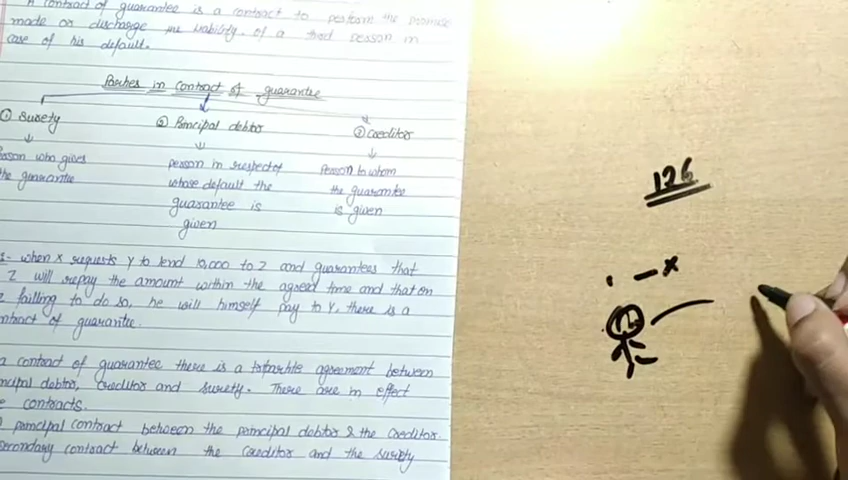 A contract of guarantee is a contract to perform the promise
made or discharge the liability. of a third person in
case of his default.
Parties in contract of guarantee
① Surety
② Principal debtor
③ Creditor
Person who gives
the guarantee
person in respect of
whose default the
guarantee is
given
Person to whom
the guarantee
is given
when X requests Y to lend 10,000 to Z and guarantees that
Z will repay the amount within the agreed time and that on
Z failling to do so, he will himself pay to Y, there is a
contract of guarantee.
a contract of guarantee there is a tripartite agreement between
principal debtor, creditor and surety. There are in effect
contracts.
principal contract between the principal debtor & the creditor.
secondary contract between the creditor and the surety
126
- x